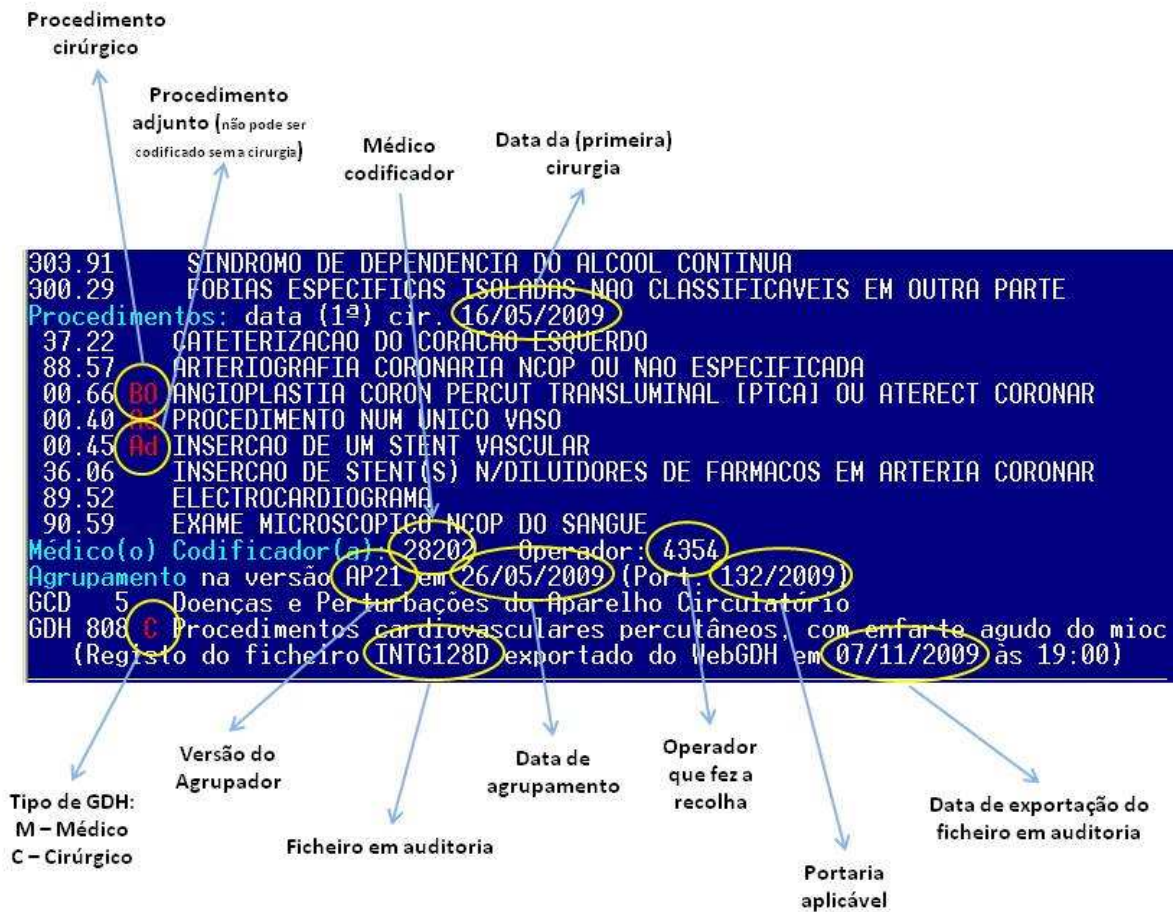 Procedimento
cirúrgico
Procedimento
adjunto (não pode ser
codificado sem a cirurgia)
Médico
codificador
Data da (primeira)
cirurgia
303.91 SINDROMO DE DEPENDENCIA DO ALCOOL CONTINUA
300.29 FOBIAS ESPECIFICAS ISOLADAS NAO CLASSIFICAVEIS EM OUTRA PARTE
Procedimentos: data (1ª) cir. 16/05/2009
37.22 CATETERIZACAO DO CORACAO ESQUERDO
88.57 ARTERIOGRAFIA CORONARIA NCOP OU NAO ESPECIFICADA
00.66 BO ANGIOPLASTIA CORON PERCUT TRANSLUMINAL [PTCA] OU ATERECT CORONAR
00.40 Ad PROCEDIMENTO NUM UNICO VASO
00.45 Ad INSERCAO DE UM STENT VASCULAR
36.06 INSERCAO DE STENT(S) N/DILUIDORES DE FARMACOS EM ARTERIA CORONAR
89.52 ELECTROCARDIOGRAMA
90.59 EXAME MICROSCOPICO NCOP DO SANGUE
Médico(o) Codificador(a): 28202 Operador: 4354
Agrupamento na versão AP21 em 26/05/2009 (Port. 132/2009)
GCD 5 Doenças e Perturbações do Aparelho Circulatório
GDH 808 C Procedimentos cardiovasculares percutâneos, com enfarte agudo do mioc
(Registo do ficheiro INTG128D exportado do WebGDH em 07/11/2009 às 19:00)
Tipo de GDH:
M – Médico
C – Cirúrgico
Versão do
Agrupador
Ficheiro em auditoria
Data de
agrupamento
Operador
que fez a
recolha
Portaria
aplicável
Data de exportação do
ficheiro em auditoria